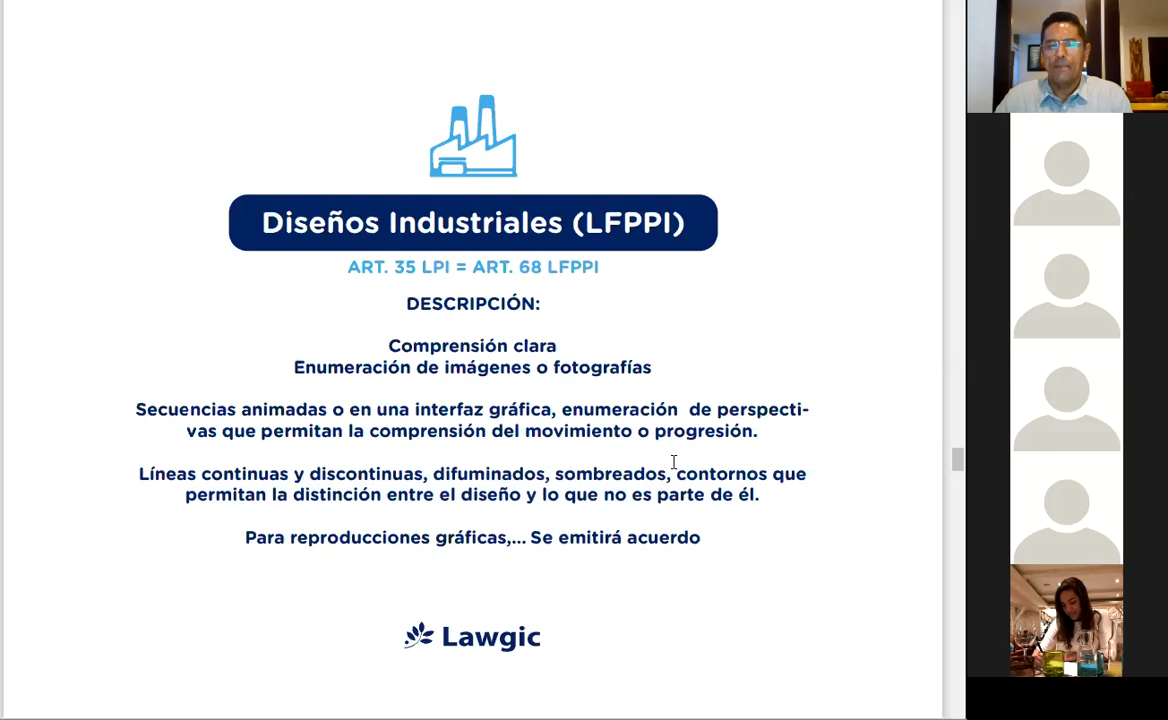 Diseños Industriales (LFPPI)
ART. 35 LPI = ART. 68 LFPPI
DESCRIPCIÓN:
Comprensión clara
Enumeración de imágenes o fotografías
Secuencias animadas o en una interfaz gráfica, enumeración de perspecti-
vas que permitan la comprensión del movimiento o progresión.
Líneas continuas y discontinuas, difuminados, sombreados, contornos que
permitan la distinción entre el diseño y lo que no es parte de él.
Para reproducciones gráficas,... Se emitirá acuerdo
Lawgic